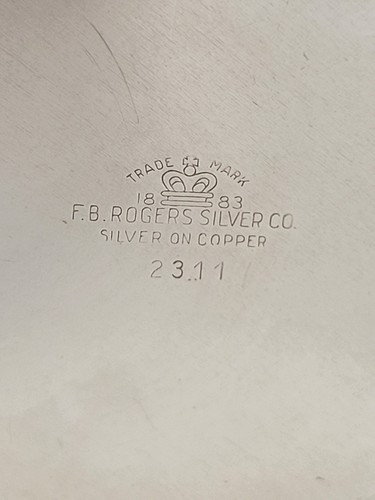 TRADE MARK
18 83
F.B. ROGERS SILVER CO.
SILVER ON COPPER
2311